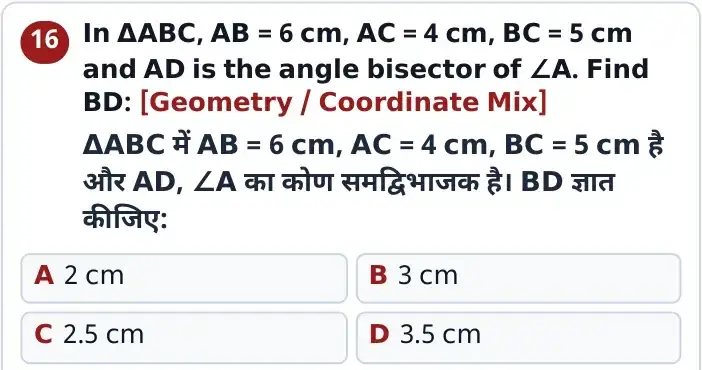 16 In ΔABC, AB = 6 cm, AC = 4 cm, BC = 5 cm
and AD is the angle bisector of ∠A. Find
BD: [Geometry / Coordinate Mix]
ΔABC में AB = 6 cm, AC = 4 cm, BC = 5 cm है
और AD, ∠A का कोण समद्विभाजक है। BD ज्ञात
कीजिए:
A 2 cm
B 3 cm
C 2.5 cm
D 3.5 cm